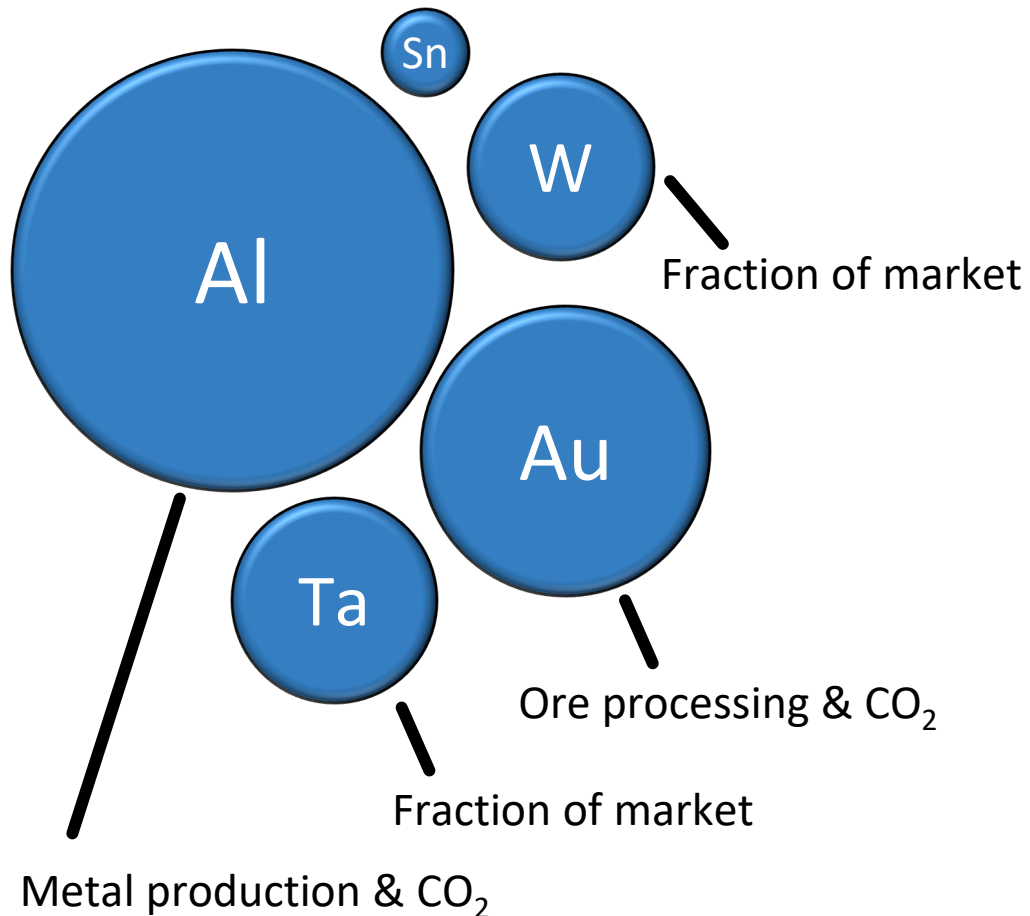 Sn
W
Al
Fraction of market
Au
Ta
Ore processing & CO₂
Fraction of market
Metal production & CO₂